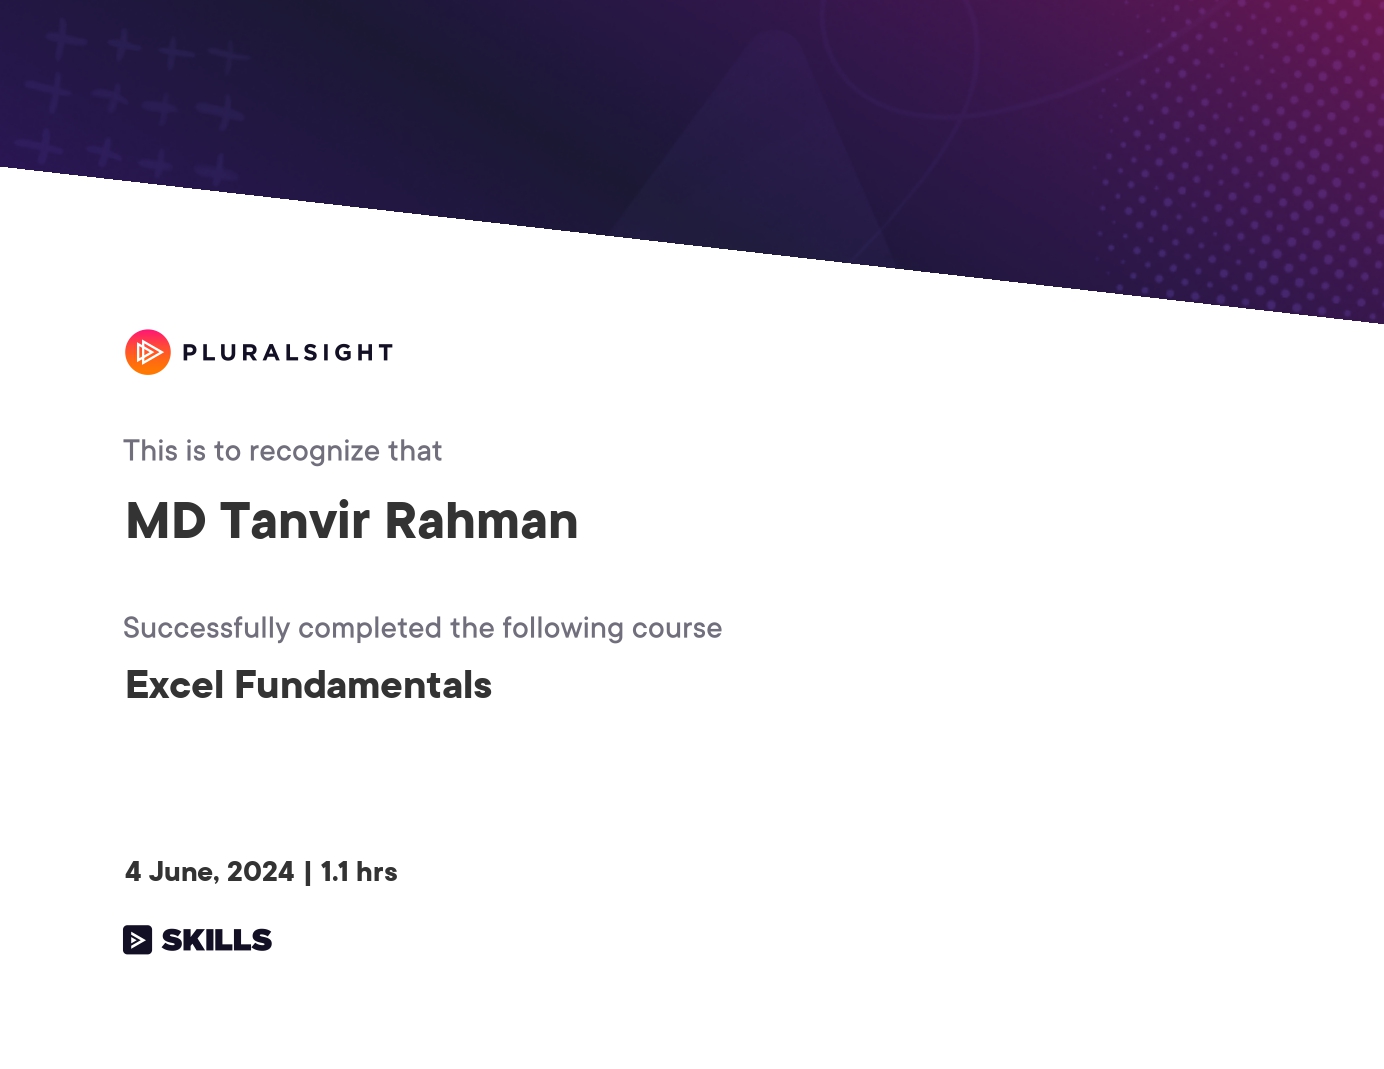 PLURALSIGHT
This is to recognize that
MD Tanvir Rahman
Successfully completed the following course
Excel Fundamentals
4 June, 2024 | 1.1 hrs
SKILLS